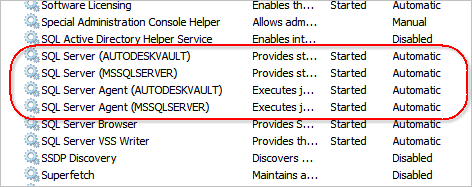 Software Licensing Enables th... Started Automatic
Special Administration Console Helper Allows adm... Manual
SQL Active Directory Helper Service Enables int... Disabled
SQL Server (AUTODESKVAULT) Provides st... Started Automatic
SQL Server (MSSQLSERVER) Provides st... Started Automatic
SQL Server Agent (AUTODESKVAULT) Executes j... Started Automatic
SQL Server Agent (MSSQLSERVER) Executes j... Started Automatic
SQL Server Browser Provides S... Started Automatic
SQL Server VSS Writer Provides th... Started Automatic
SSDP Discovery Discovers ... Disabled
Superfetch Maintains a... Disabled